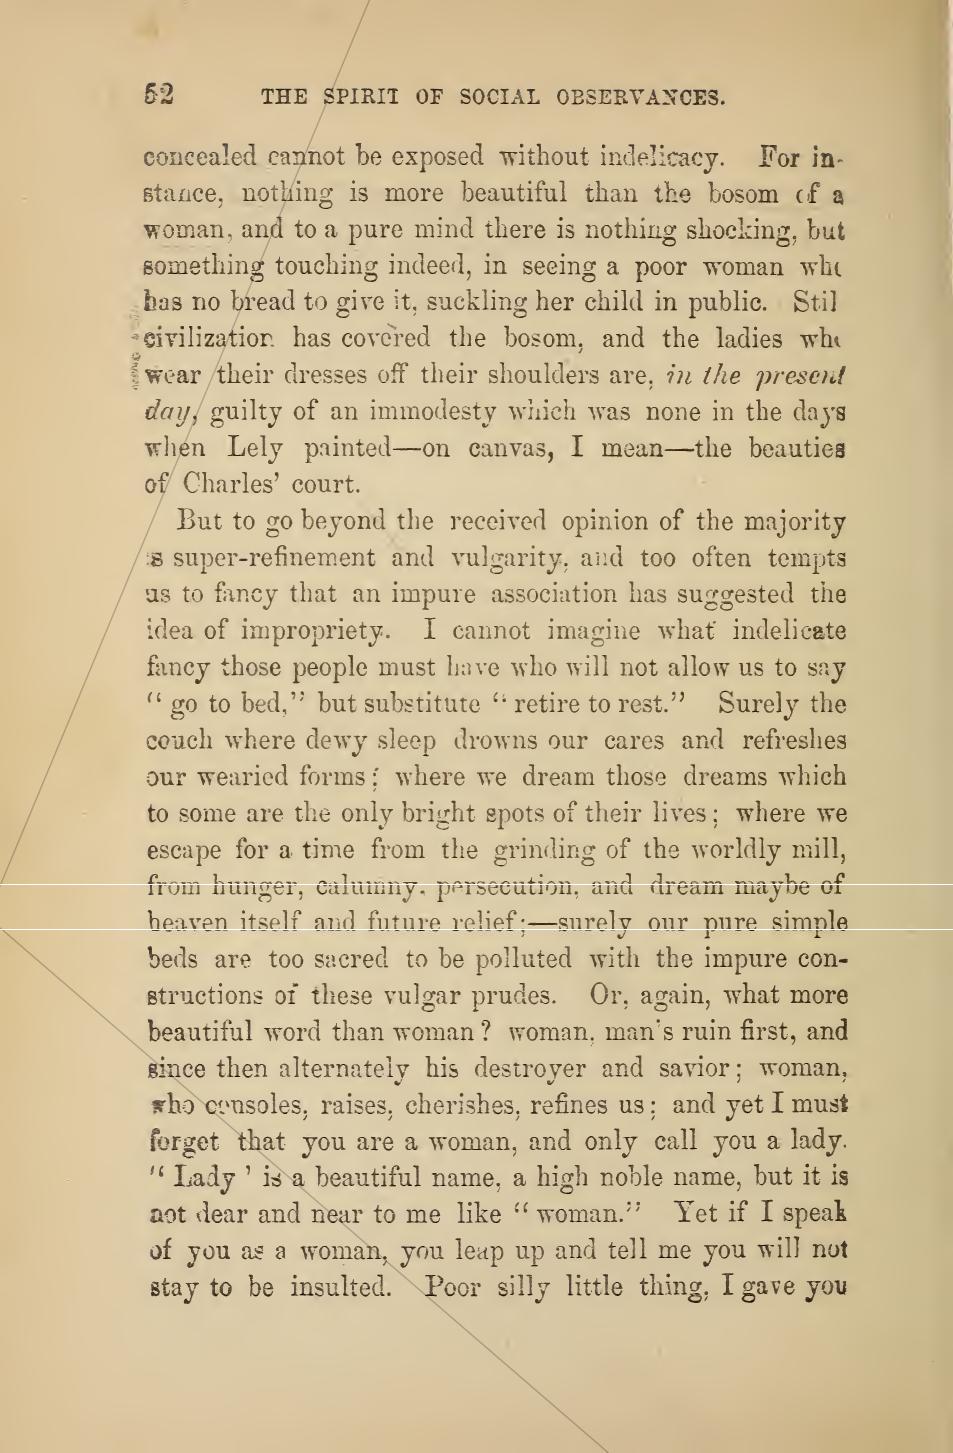 52 THE SPIRIT OF SOCIAL OBSERVANCES.
concealed cannot be exposed without indelicacy. For in-
stance, nothing is more beautiful than the bosom of a
woman, and to a pure mind there is nothing shocking, but
something touching indeed, in seeing a poor woman who
has no bread to give it, suckling her child in public. Stil
civilization has covered the bosom, and the ladies who
wear their dresses off their shoulders are, in the present
day, guilty of an immodesty which was none in the days
when Lely painted—on canvas, I mean—the beauties
of Charles' court.
But to go beyond the received opinion of the majority
is super-refinement and vulgarity, and too often tempts
us to fancy that an impure association has suggested the
idea of impropriety. I cannot imagine what indelicate
fancy those people must have who will not allow us to say
"go to bed," but substitute "retire to rest." Surely the
couch where dewy sleep drowns our cares and refreshes
our wearied forms; where we dream those dreams which
to some are the only bright spots of their lives; where we
escape for a time from the grinding of the worldly mill,
from hunger, calumny, persecution, and dream maybe of
heaven itself and future relief;—surely our pure simple
beds are too sacred to be polluted with the impure con-
structions of these vulgar prudes. Or, again, what more
beautiful word than woman? woman, man's ruin first, and
since then alternately his destroyer and savior; woman,
who consoles, raises, cherishes, refines us; and yet I must
forget that you are a woman, and only call you a lady.
"Lady' is a beautiful name, a high noble name, but it is
not dear and near to me like "woman." Yet if I speak
of you as a woman, you leap up and tell me you will not
stay to be insulted. Poor silly little thing, I gave you